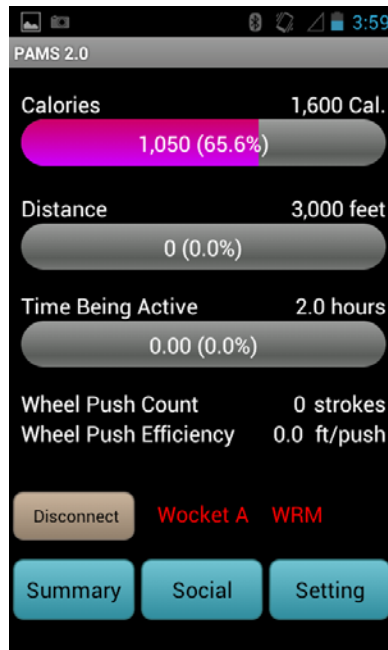 3:59
PAMS 2.0
Calories 1,600 Cal.
1,050 (65.6%)
Distance 3,000 feet
0 (0.0%)
Time Being Active 2.0 hours
0.00 (0.0%)
Wheel Push Count 0 strokes
Wheel Push Efficiency 0.0 ft/push
Disconnect Wocket A WRM
Summary Social Setting